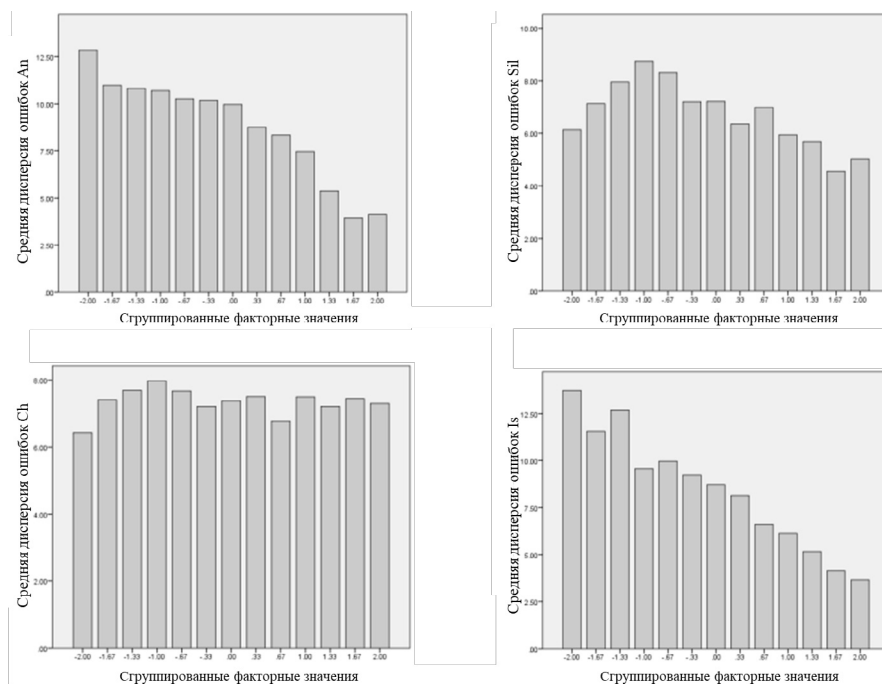 Средняя дисперсия ошибок An
12.50
10.00
7.50
5.00
2.50
.00
-2.00 -1.67 -1.33 -1.00 -.67 -.33 .00 .33 .67 1.00 1.33 1.67 2.00
Сгруппированные факторные значения
Средняя дисперсия ошибок Sil
10.00
8.00
6.00
4.00
2.00
.00
-2.00 -1.67 -1.33 -1.00 -.67 -.33 .00 .33 .67 1.00 1.33 1.67 2.00
Сгруппированные факторные значения
Средняя дисперсия ошибок Ch
8.00
6.00
4.00
2.00
.00
-2.00 -1.67 -1.33 -1.00 -.67 -.33 .00 .33 .67 1.00 1.33 1.67 2.00
Сгруппированные факторные значения
Средняя дисперсия ошибок Is
12.50
10.00
7.50
5.00
2.50
.00
-2.00 -1.67 -1.33 -1.00 -.67 -.33 .00 .33 .67 1.00 1.33 1.67 2.00
Сгруппированные факторные значения